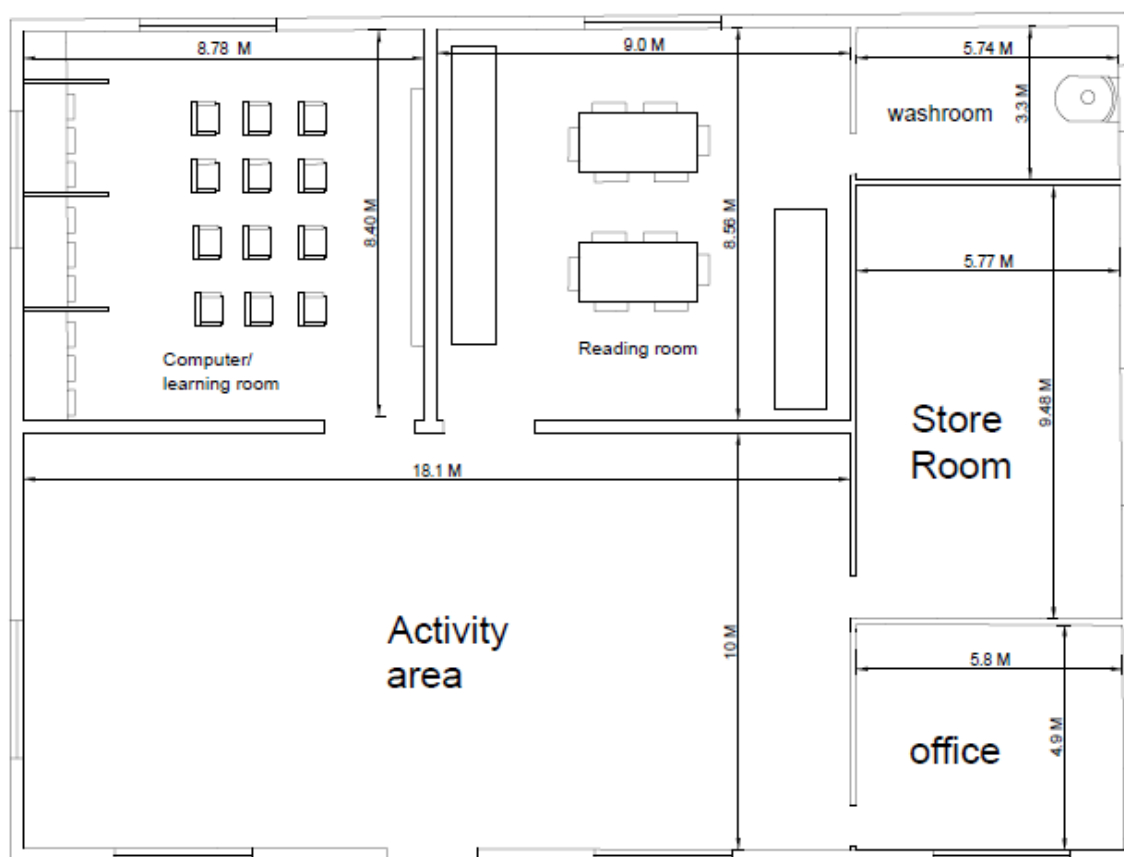 8.78 M
9.0 M
5.74 M
3.3 M
washroom
8.40 M
8.56 M
5.77 M
Computer/
learning room
Reading room
9.48 M
Store
Room
18.1 M
Activity
area
10 M
5.8 M
4.9 M
office